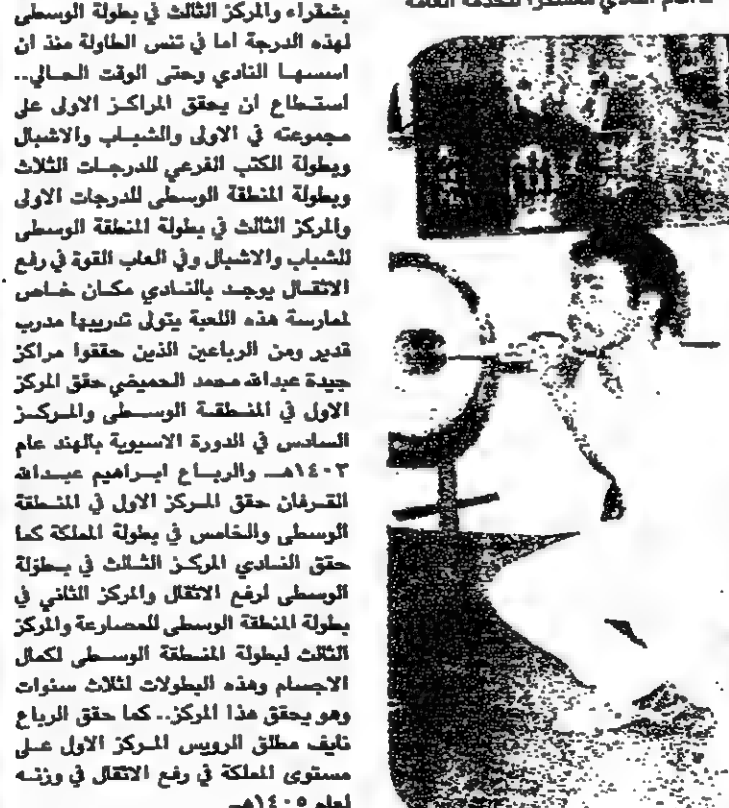 بشقراء والمركز الثالث في بطولة الوسطى
لهذه الدرجة اما في تنس الطاولة منذ ان
اسسها النادي وحتى الوقت الحالي..
استطاع ان يحقق المراكز الاولى على
مجموعته في الاولى والشباب والاشبال
وبطولة الكتب الفرعي للدرجات الثلاث
وبطولة المنطقة الوسطى للدرجات الاولى
والمركز الثالث في بطولة المنطقة الوسطى
للشباب والاشبال وفي العاب القوة في رفع
الاثقال يوجد بالنادي مكان خاص
لممارسة هذه اللعبة يتولى تدريبها مدرب
قدير ومن الرباعين الذين حققوا مراكز
جيدة عبدالله محمد الحميضي حقق المركز
الاول في المنطقة الوسطى والمركز
السادس في الدورة الاسيوية بالهند عام
١٤٠٣هـ والرباع ابراهيم عبدالله
القرفان حقق المركز الاول في المنطقة
الوسطى والخامس في بطولة المملكة كما
حقق النادي المركز الثالث في بطولة
الوسطى لرفع الاثقال والمركز الثاني في
بطولة المنطقة الوسطى للمصارعة والمركز
الثالث لبطولة المنطقة الوسطى لكمال
الاجسام وهذه البطولات لثلاث سنوات
وهو يحقق هذا المركز.. كما حقق الرباع
نايف مطلق الرويس المركز الاول على
مستوى المملكة في رفع الاثقال في وزنه
لعام ١٤٠٥هـ